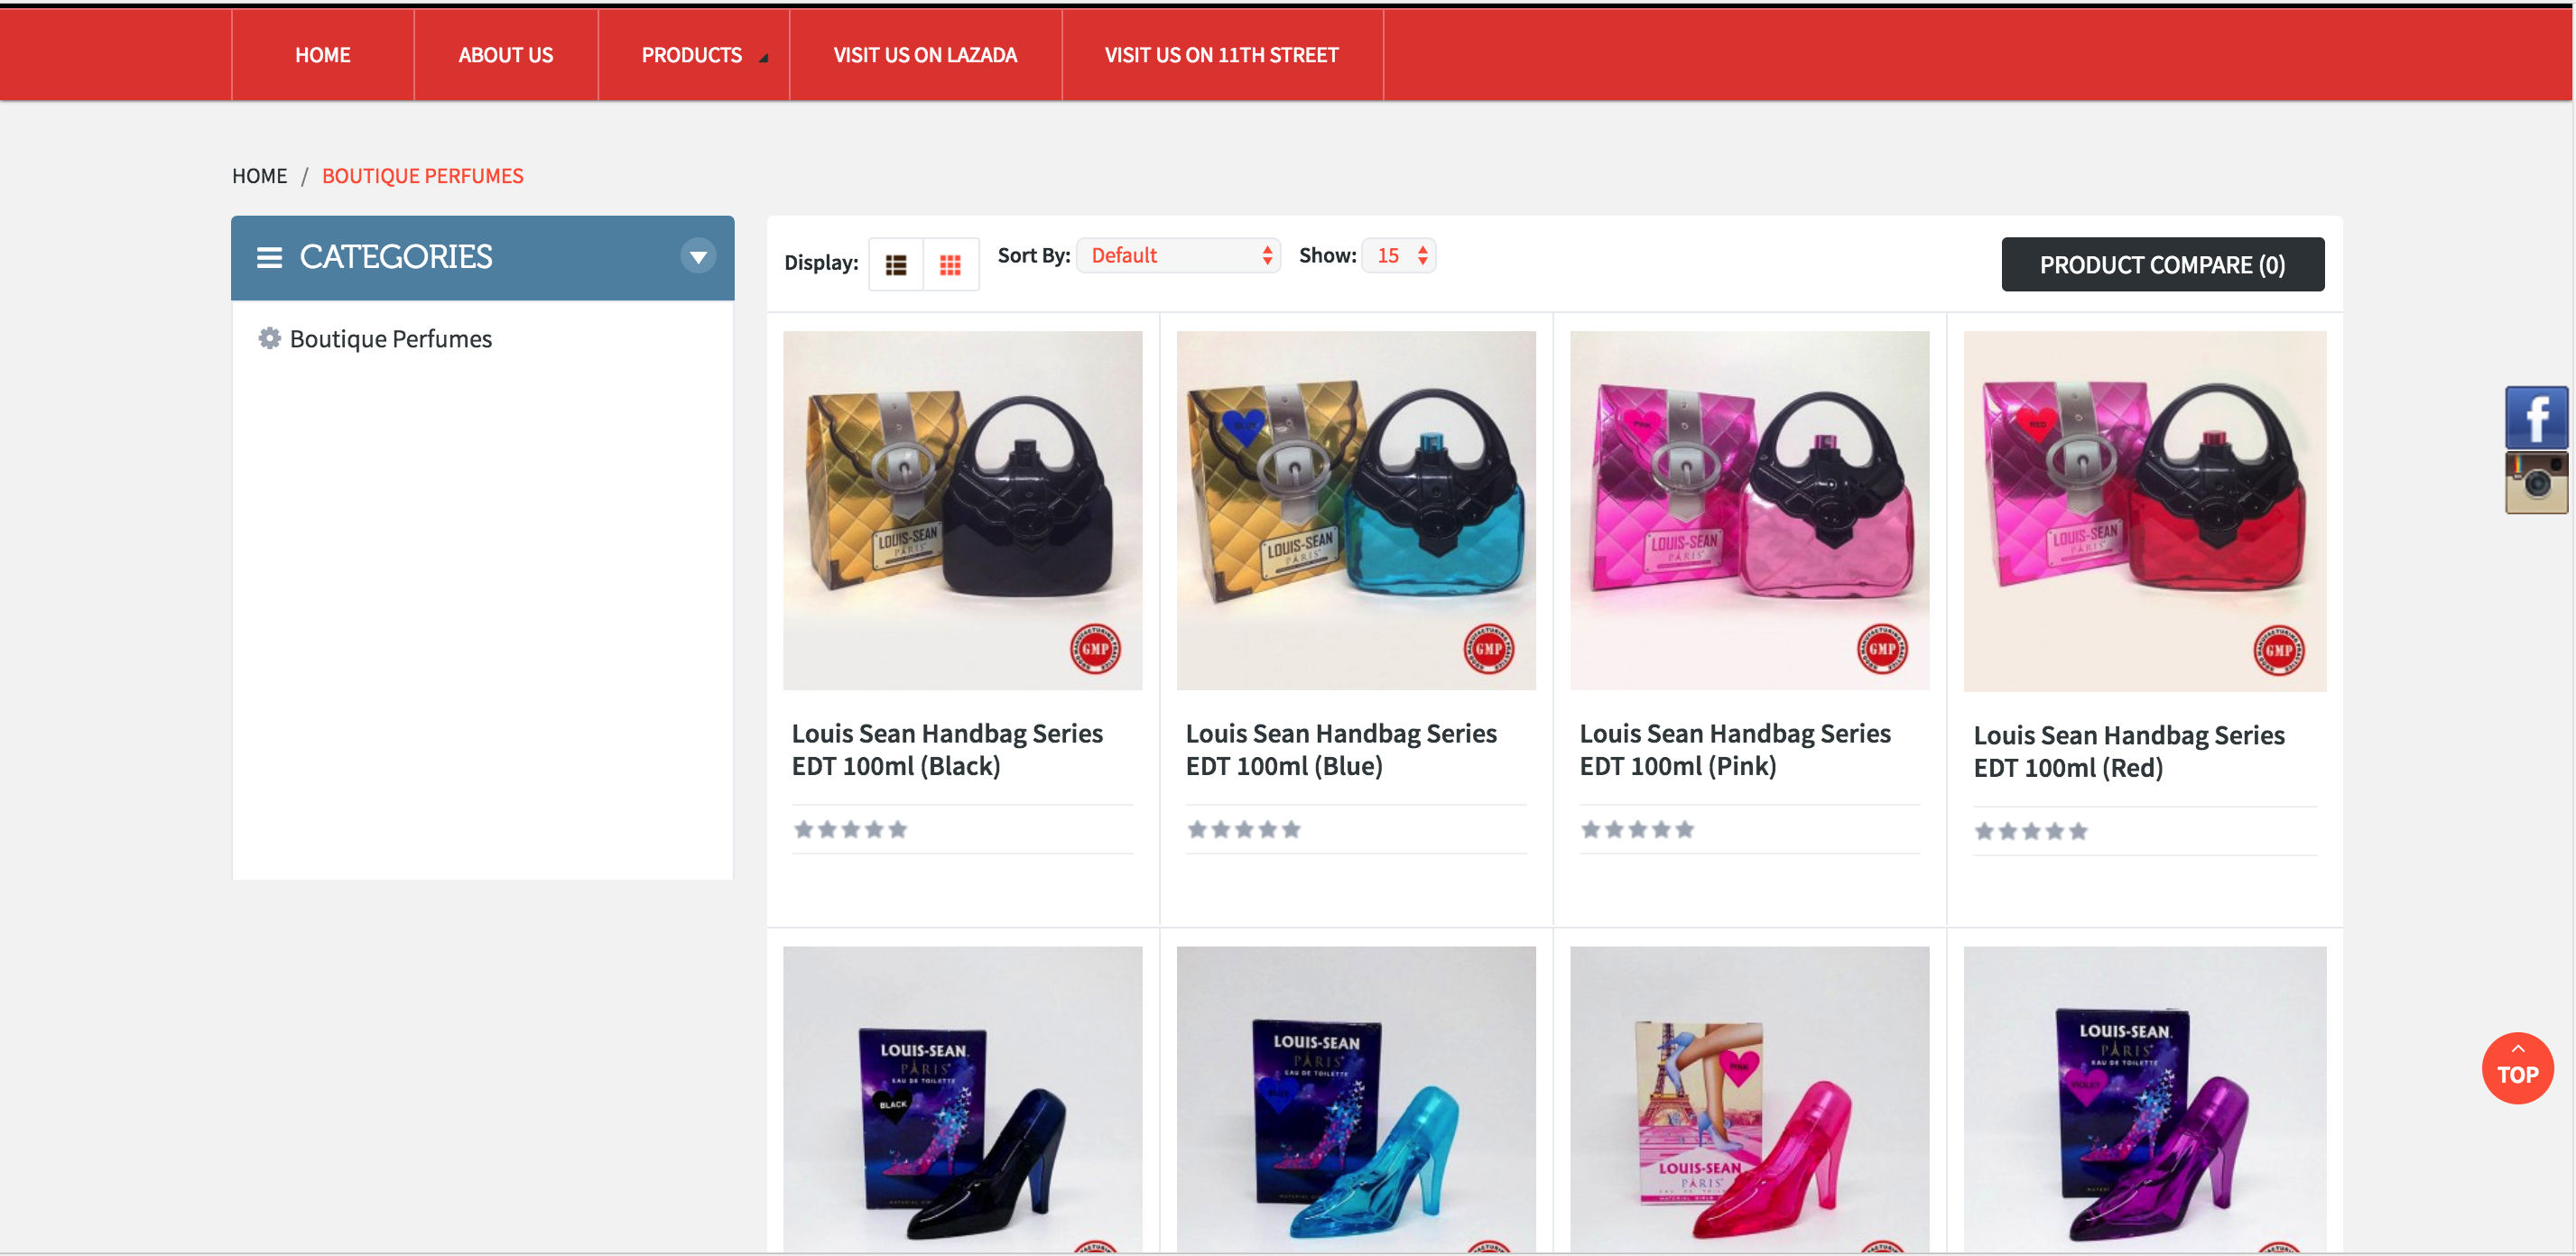 HOME
ABOUT US
PRODUCTS
VISIT US ON LAZADA
VISIT US ON 11TH STREET
HOME / BOUTIQUE PERFUMES
CATEGORIES
Boutique Perfumes
Display:
Sort By: Default
Show: 15
PRODUCT COMPARE (0)
LOUIS-SEAN
PARIS
GMP
BLUE
LOUIS-SEAN
PARIS
GMP
PINK
LOUIS-SEAN
PARIS
GMP
RED
LOUIS-SEAN
PARIS
GMP
f
Louis Sean Handbag Series
EDT 100ml (Black)
Louis Sean Handbag Series
EDT 100ml (Blue)
Louis Sean Handbag Series
EDT 100ml (Pink)
Louis Sean Handbag Series
EDT 100ml (Red)
LOUIS-SEAN
PARIS
EAU DE TOILETTE
BLACK
LOUIS-SEAN
PARIS
EAU DE TOILETTE
PINK
LOUIS-SEAN
PARIS
LOUIS-SEAN
PARIS
EAU DE TOILETTE
VIOLET
TOP